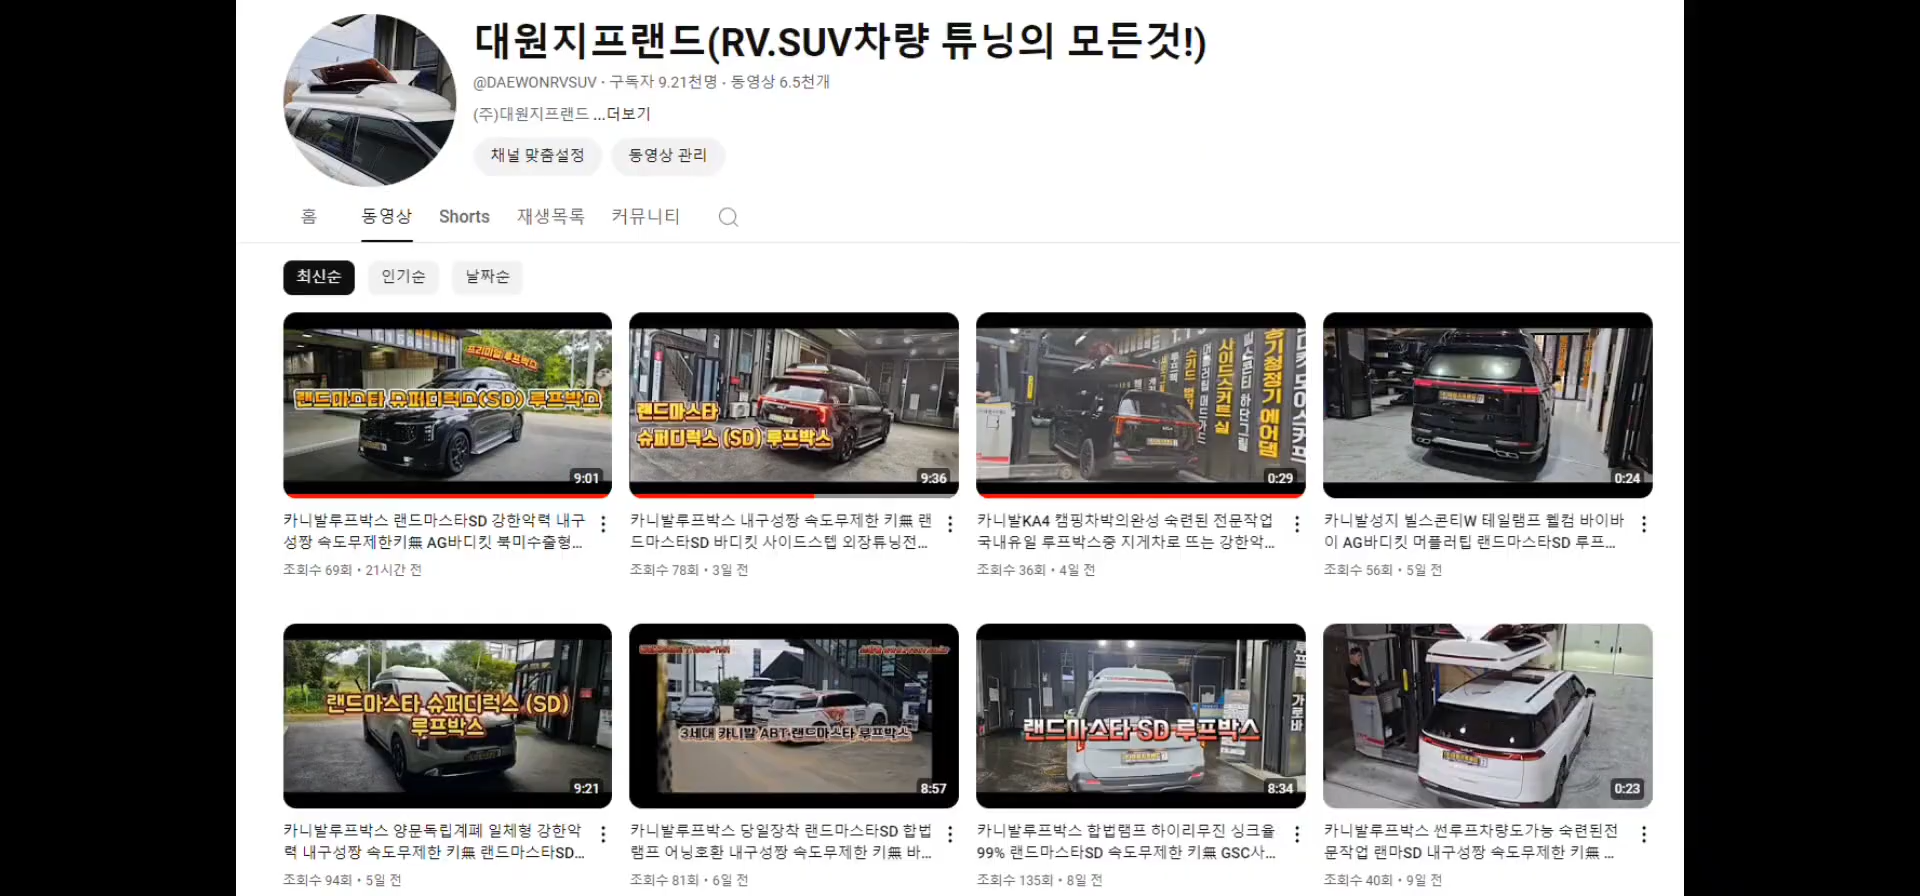 대원지프랜드(RV.SUV차량 튜닝의 모든것!)
@DAEWONRVSUV · 구독자 9.21천명 · 동영상 6.5천개
(주)대원지프랜드 ...더보기
채널 맞춤설정 동영상 관리
홈 동영상 Shorts 재생목록 커뮤니티
최신순 인기순 날짜순
프리미엄 루프박스
랜드마스타 슈퍼디럭스(SD) 루프박스
9:01
랜드마스타
슈퍼디럭스 (SD) 루프박스
9:36
사이드스커트 실
공기청정기 에어댐
0:29
0:24
카니발루프박스 랜드마스타SD 강한악력 내구
성짱 속도무제한키無 AG바디킷 북미수출형...
조회수 69회 · 21시간 전
카니발루프박스 내구성짱 속도무제한 키無 랜
드마스타SD 바디킷 사이드스텝 외장튜닝전...
조회수 78회 · 3일 전
카니발KA4 캠핑차박의완성 숙련된 전문작업
국내유일 루프박스중 지게차로 뜨는 강한악...
조회수 36회 · 4일 전
카니발성지 빌스콘티W 테일램프 웰컴 바이바
이 AG바디킷 머플러팁 랜드마스타SD 루프...
조회수 56회 · 5일 전
랜드마스타 슈퍼디럭스 (SD)
루프박스
9:21
3세대 카니발 ABT 랜드마스타 루프박스
8:57
랜드마스타 SD 루프박스
가로바
8:34
0:23
카니발루프박스 양문독립계폐 일체형 강한악
력 내구성짱 속도무제한 키無 랜드마스타SD...
조회수 94회 · 5일 전
카니발루프박스 당일장착 랜드마스타SD 합법
램프 어닝호환 내구성짱 속도무제한 키無 바...
조회수 81회 · 6일 전
카니발루프박스 합법램프 하이리무진 싱크율
99% 랜드마스타SD 속도무제한 키無 GSC사...
조회수 135회 · 8일 전
카니발루프박스 썬루프차량도가능 숙련된전
문작업 랜마SD 내구성짱 속도무제한 키無 ...
조회수 40회 · 9일 전